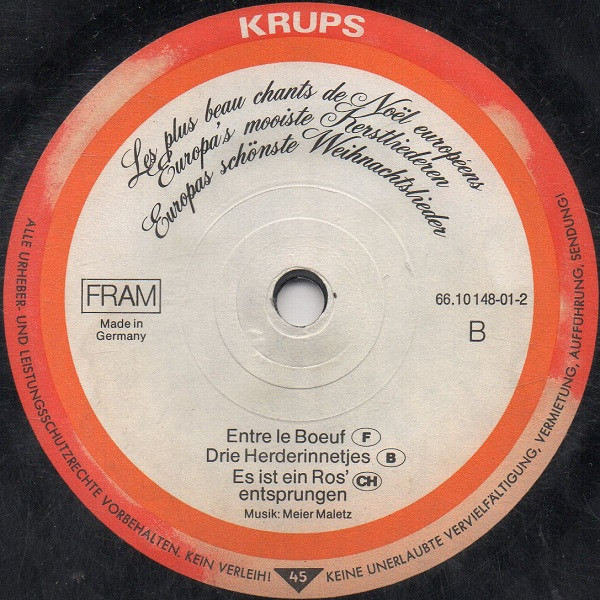 KRUPS
Les plus beau chants de Noël européens
Europa's mooiste Kerstliederen
Europas schönste Weihnachtslieder
FRAM
Made in
Germany
66.10148-01-2
B
Entre le Boeuf F
Drie Herderinnetjes B
Es ist ein Ros' CH
entsprungen
Musik: Meier Maletz
ALLE URHEBER- UND LEISTUNGSSCHUTZRECHTE VORBEHALTEN. KEIN VERLEIH! 45 KEINE UNERLAUBTE VERVIELFÄLTIGUNG, VERMIETUNG, AUFFÜHRUNG, SENDUNG!